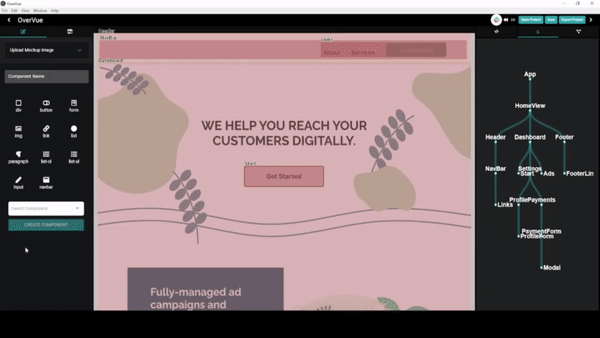 OverVue
File Edit View Window Help
OverVue
Open Project
Save
Export Project
Upload Mockup Image
Component Name
div
button
form
img
link
list
paragraph
list-ol
list-ul
input
navbar
Parent Component
CREATE COMPONENT
Header
NavBar
Links
About
Services
Dashboard
WE HELP YOU REACH YOUR
CUSTOMERS DIGITALLY.
Start
Get Started
Fully-managed ad
campaigns and
App
HomeView
Header
Dashboard
Footer
NavBar
Settings
Start
Ads
FooterLin
Links
ProfilePayments
PaymentForm
ProfileForm
Modal